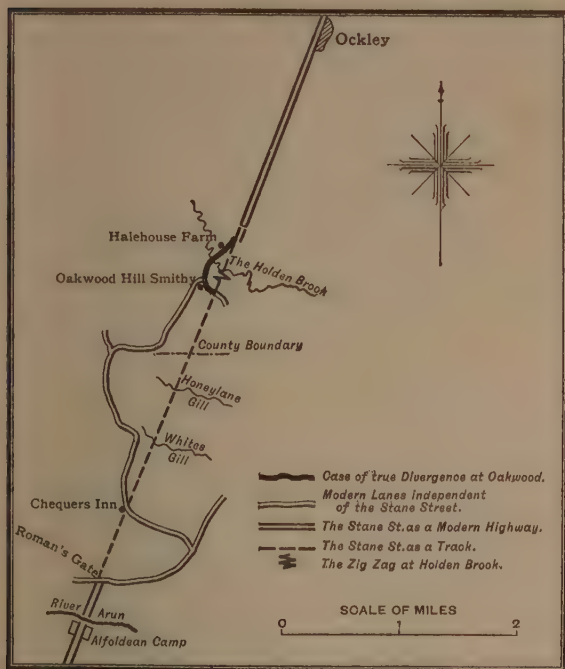 Ockley
Halehouse Farm
The Holden Brook
Oakwood Hill Smithy
County Boundary
Honeylane
Gill
Whites
Gill
Chequers Inn
Roman's Gate
River Arun
Alfoldean Camp
Case of true Divergence at Oakwood.
Modern Lanes Independent
of the Stane Street.
The Stane St. as a Modern Highway.
The Stane St. as a Track.
The Zig Zag at Holden Brook.
SCALE OF MILES
0 1 2